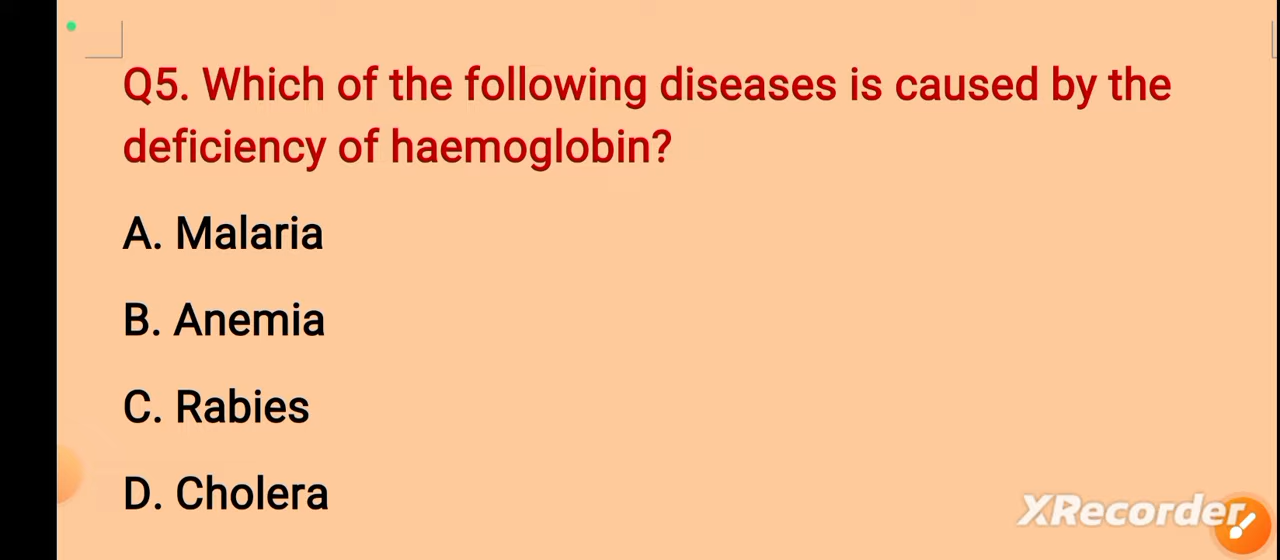 Q5. Which of the following diseases is caused by the
deficiency of haemoglobin?
A. Malaria
B. Anemia
C. Rabies
D. Cholera
XRecorder